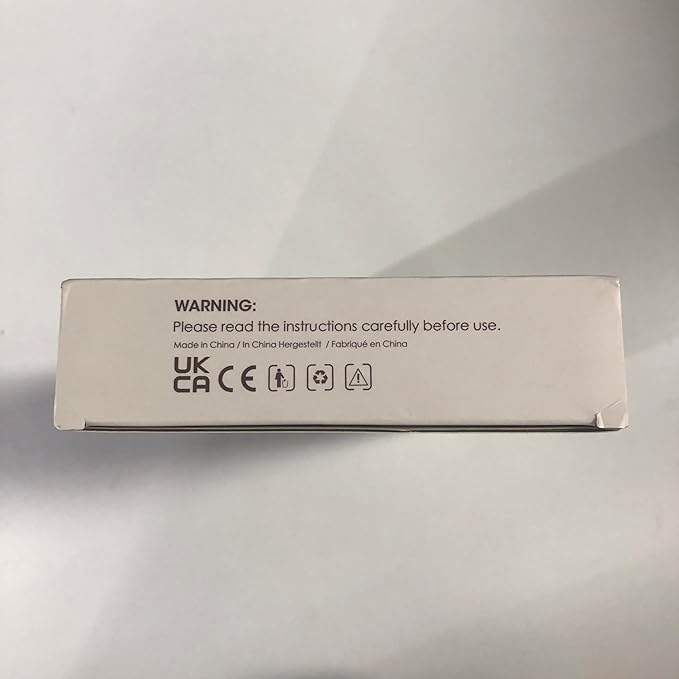 WARNING:
Please read the instructions carefully before use.
Made in China / In China Hergestellt / Fabriqué en China
UK
CA CE